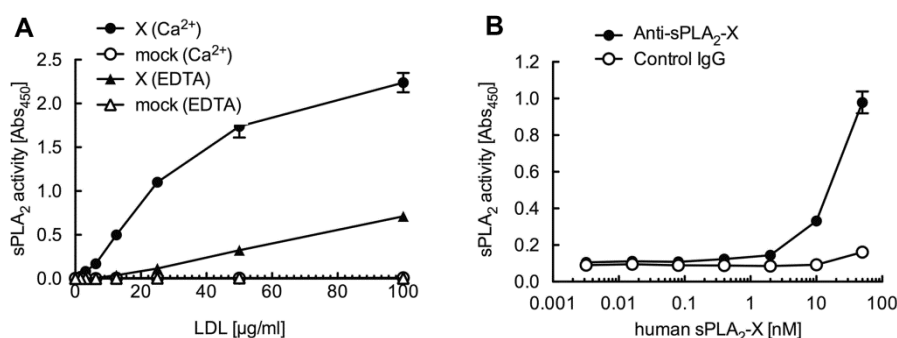 A
X (Ca²⁺)
mock (Ca²⁺)
X (EDTA)
mock (EDTA)
sPLA₂ activity [Abs₄₅₀]
2.5
2.0
1.5
1.0
0.5
0.0
0 20 40 60 80 100
LDL [µg/ml]
B
Anti-sPLA₂-X
Control IgG
sPLA₂ activity [Abs₄₅₀]
1.2
1.0
0.8
0.6
0.4
0.2
0.0
0.001 0.01 0.1 1 10 100
human sPLA₂-X [nM]